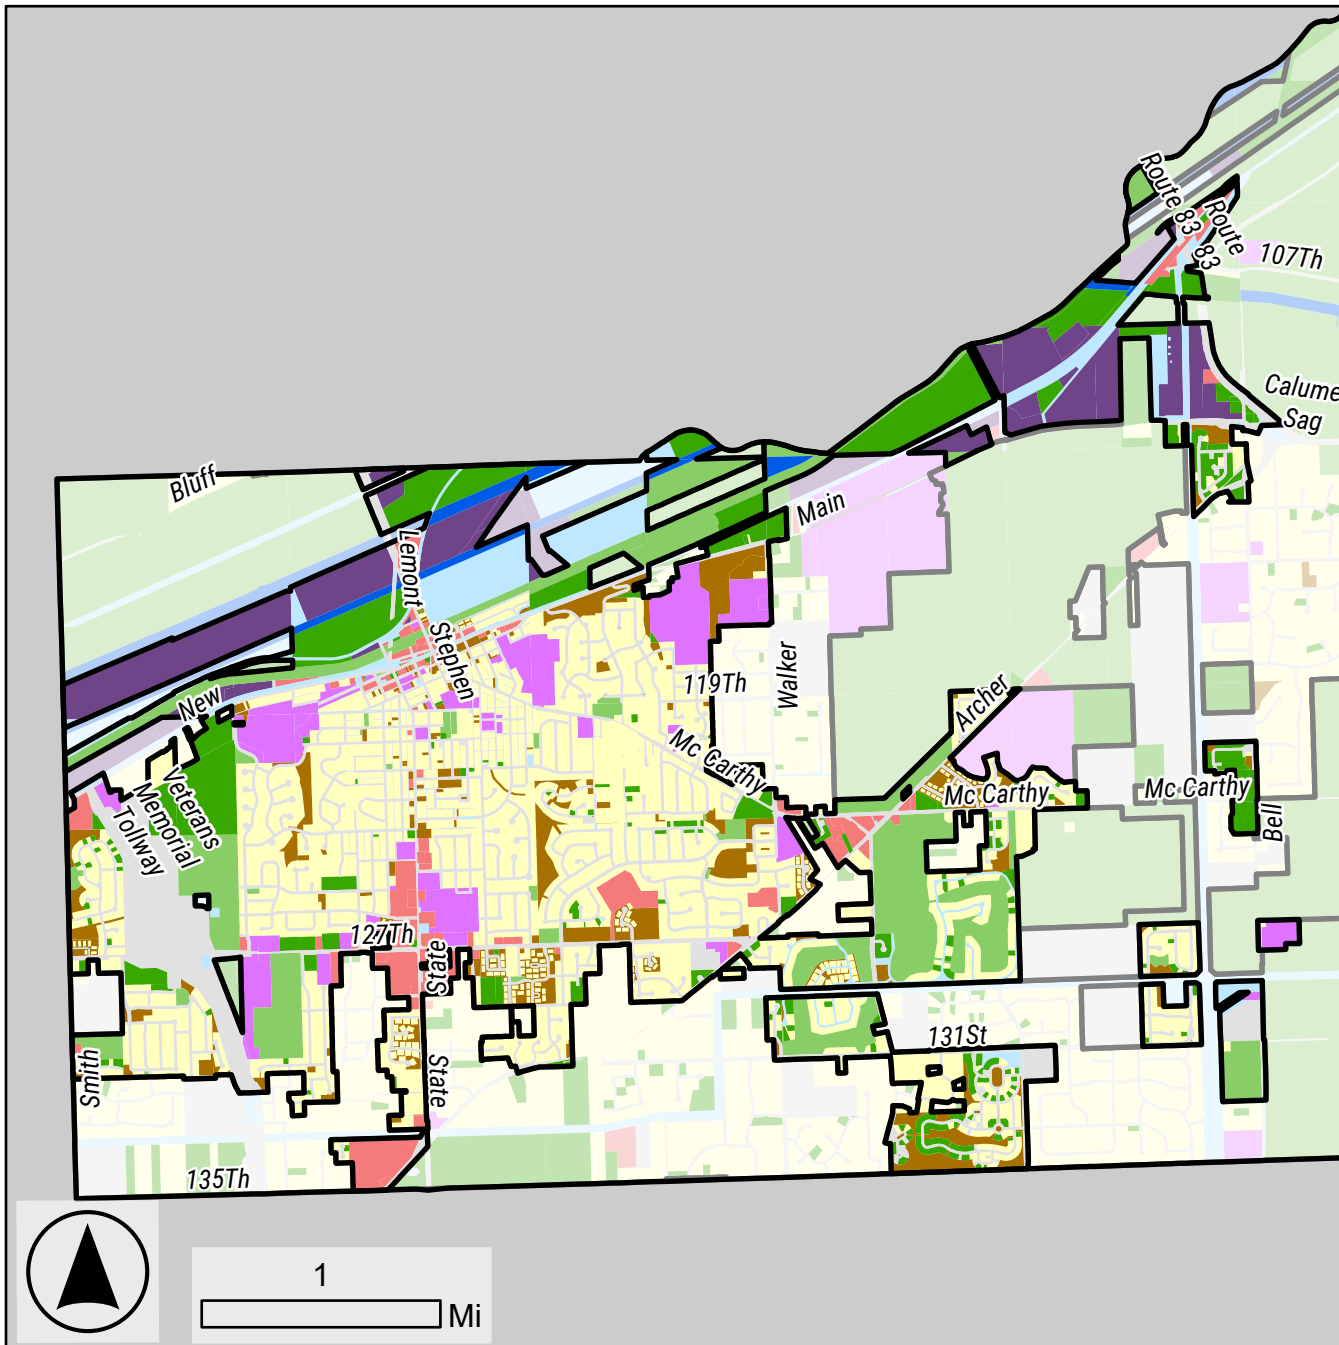 Route 83
Route
83
107Th
Calume
Sag
Bluff
Main
Lemont
Stephen
New
119Th
Walker
Archer
Mc Carthy
Mc Carthy
Mc Carthy
Bell
Veterans
Memorial
Tollway
127Th
State
131St
State
Smith
135Th
1
Mi